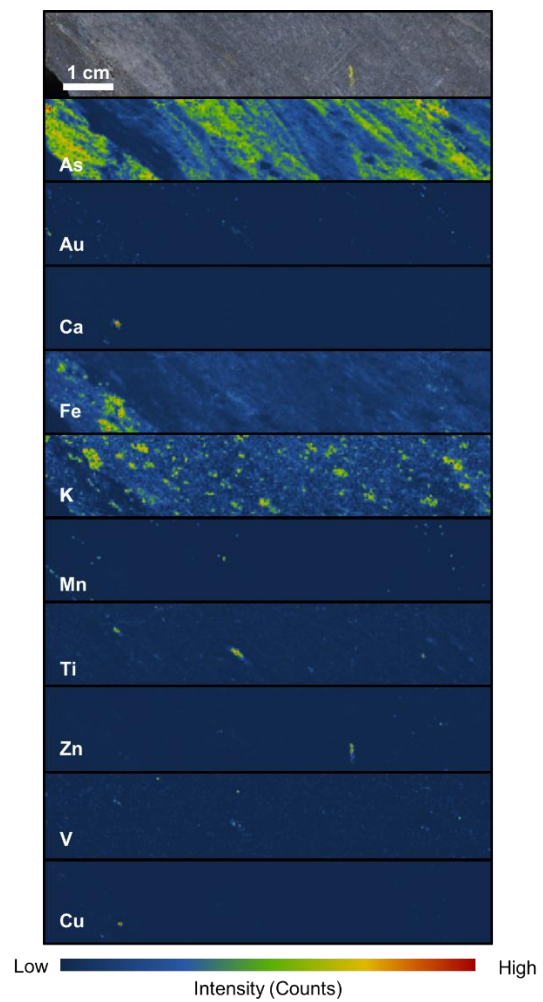 1 cm
As
Au
Ca
Fe
K
Mn
Ti
Zn
V
Cu
Low High
Intensity (Counts)